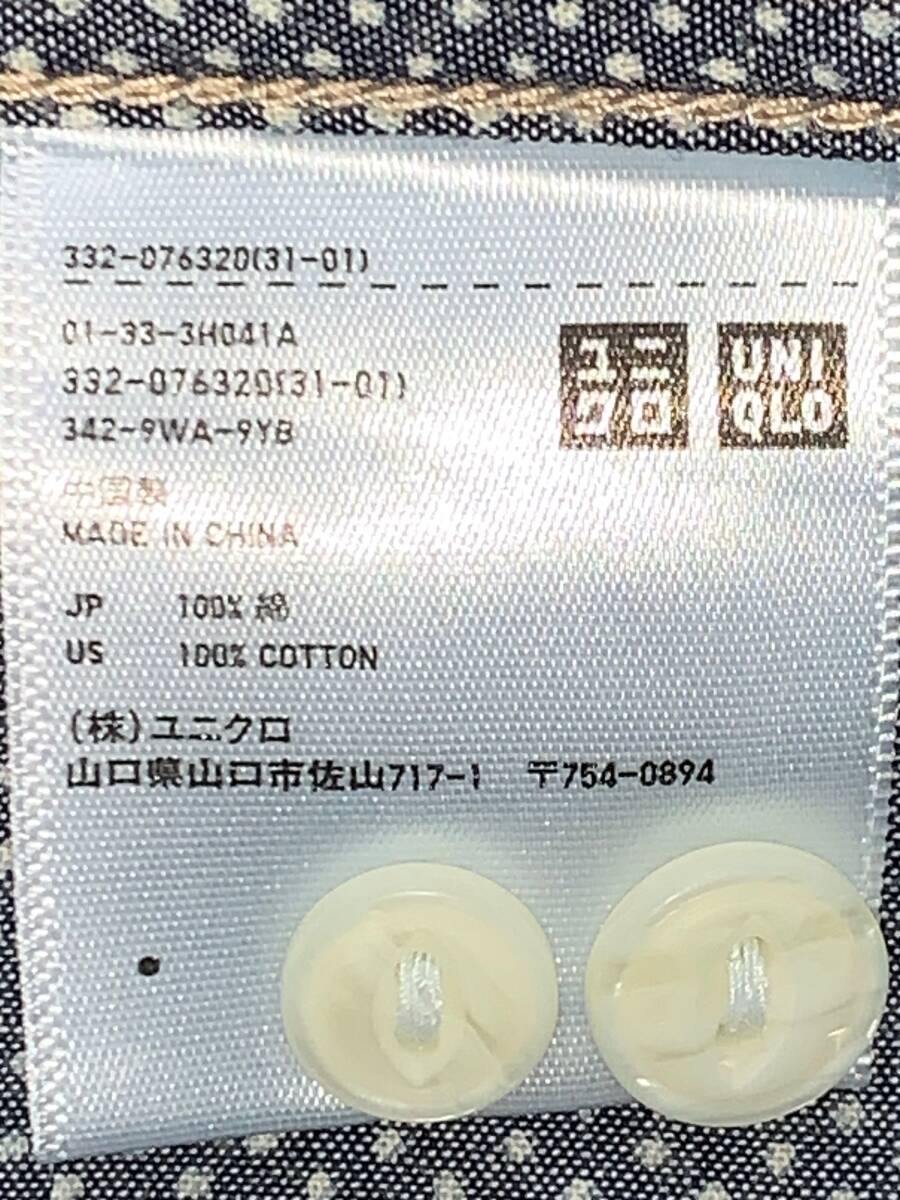 332-076320(31-01)
01-33-3H041A
332-076320(31-01)
342-9WA-9YB
ユニ
クロ
UNI
QLO
中国製
MADE IN CHINA
JP 100% 綿
US 100% COTTON
(株)ユニクロ
山口県山口市佐山717-1 〒754-0894